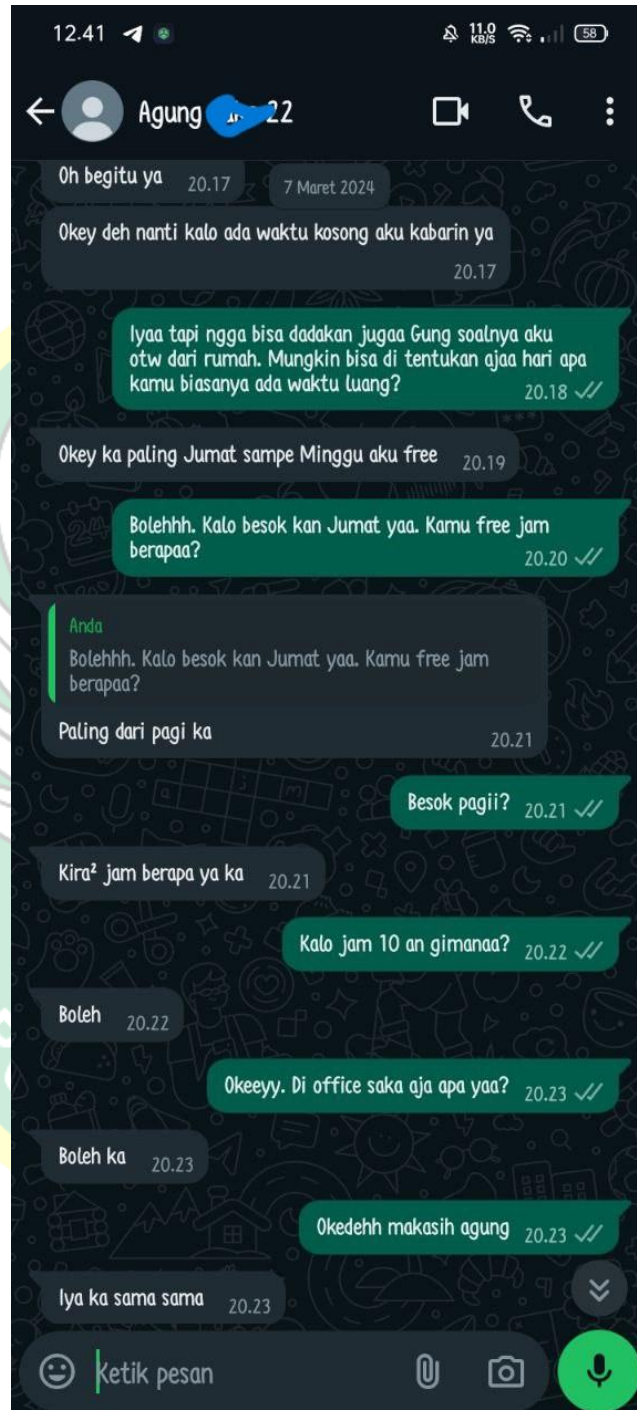 12.41
11.0
KB/S
58
Agung 22
Oh begitu ya 20.17
7 Maret 2024
Okey deh nanti kalo ada waktu kosong aku kabarin ya
20.17
Iyaa tapi ngga bisa dadakan jugaa Gung soalnya aku
otw dari rumah. Mungkin bisa di tentukan ajaa hari apa
kamu biasanya ada waktu luang?
20.18
Okey ka paling Jumat sampe Minggu aku free 20.19
Bolehhh. Kalo besok kan Jumat yaa. Kamu free jam
berapaa?
20.20
Anda
Bolehhh. Kalo besok kan Jumat yaa. Kamu free jam
berapaa?
Paling dari pagi ka 20.21
Besok pagii? 20.21
Kira² jam berapa ya ka 20.21
Kalo jam 10 an gimanaa? 20.22
Boleh 20.22
Okeeyy. Di office saka aja apa yaa? 20.23
Boleh ka 20.23
Okedehh makasih agung 20.23
Iya ka sama sama 20.23
Ketik pesan